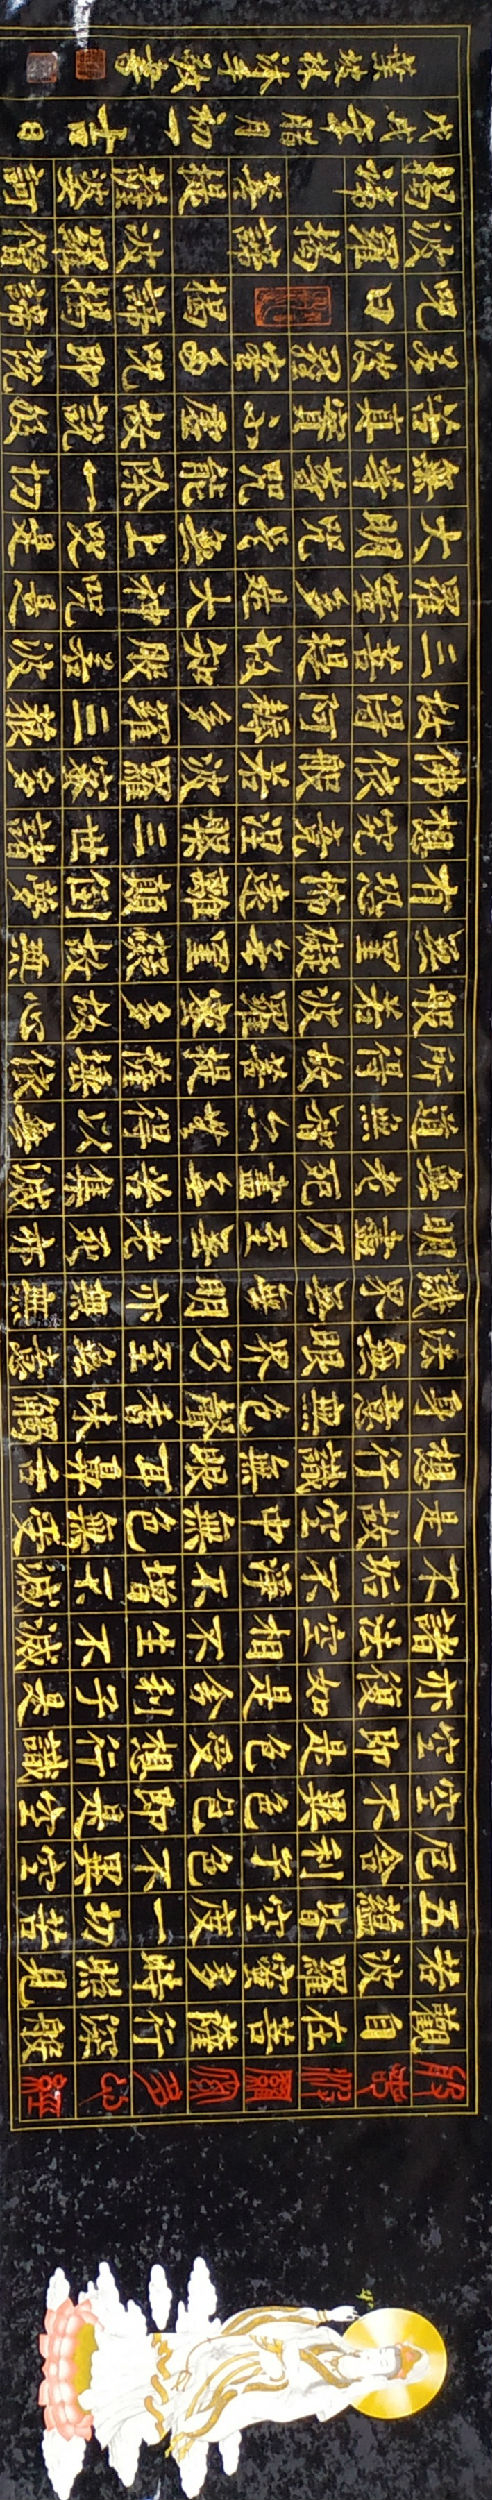 般若波羅蜜多心經
觀自在菩薩行深般
若波羅蜜多時照見
五蘊皆空度一切苦
厄舍利子色不異空
空不異色色即是空
空即是色受想行識
亦復如是舍利子是
諸法空相不生不滅
不垢不淨不增不減
是故空中無色無受
想行識無眼耳鼻舌
身意無色聲香味觸
法無眼界乃至無意
識界無無明亦無無
明盡乃至無老死亦
無老死盡無苦集滅
道無智亦無得以無
所得故菩提薩埵依
般若波羅蜜多故心
無罣礙無罣礙故無
有恐怖遠離顛倒夢
想究竟涅槃三世諸
佛依般若波羅蜜多
故得阿耨多羅三藐
三菩提故知般若波
羅蜜多是大神咒是
大明咒是無上咒是
無等等咒能除一切
苦真實不虛故說般
若波羅蜜多咒即說
咒曰 揭諦揭諦
波羅揭諦 波羅僧
揭諦 菩提薩婆訶
戊戌年腊月初一吉日
沐手敬書